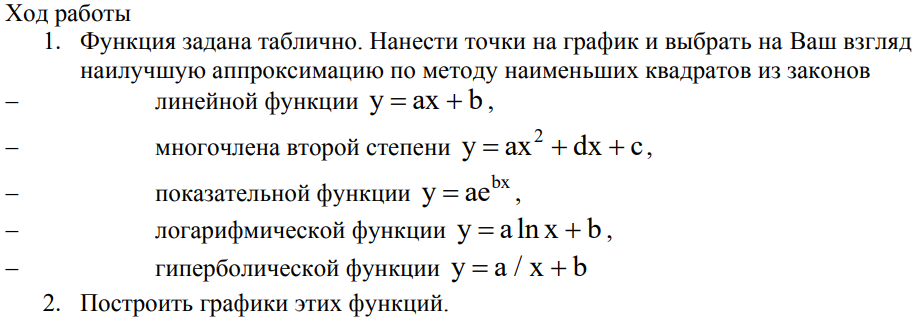 Ход работы
1. Функция задана таблично. Нанести точки на график и выбрать на Ваш взгляд
наилучшую аппроксимацию по методу наименьших квадратов из законов
– линейной функции y = ax + b ,
– многочлена второй степени y = ax² + dx + c ,
– показательной функции y = ae^{bx} ,
– логарифмической функции y = a ln x + b ,
– гиперболической функции y = a / x + b
2. Построить графики этих функций.